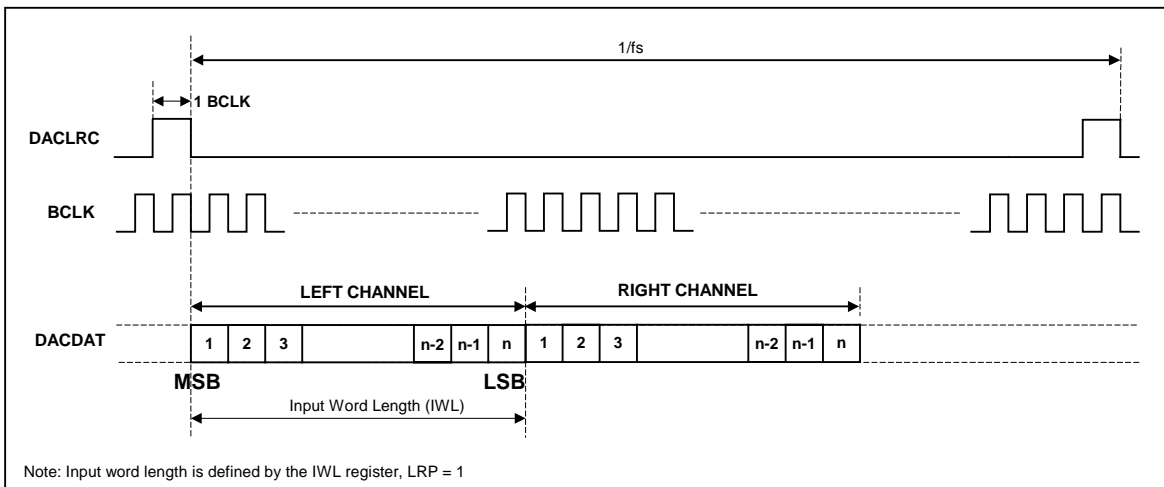 1/fs
1 BCLK
DACLRC
BCLK
LEFT CHANNEL RIGHT CHANNEL
DACDAT 1 2 3 n-2 n-1 n 1 2 3 n-2 n-1 n
MSB LSB
Input Word Length (IWL)
Note: Input word length is defined by the IWL register, LRP = 1